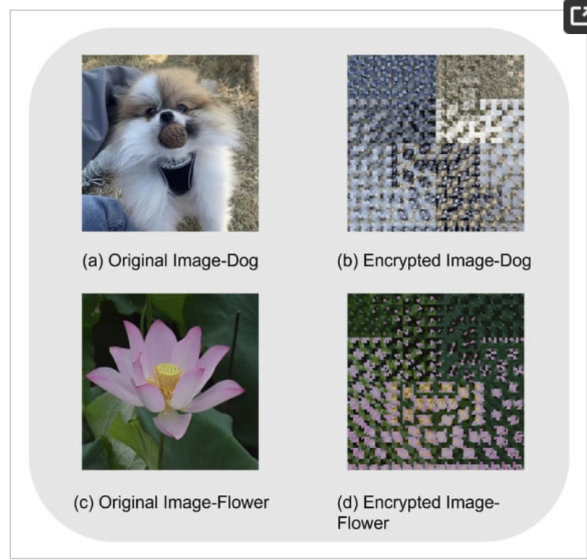 (a) Original Image-Dog
(b) Encrypted Image-Dog
(c) Original Image-Flower
(d) Encrypted Image-
Flower